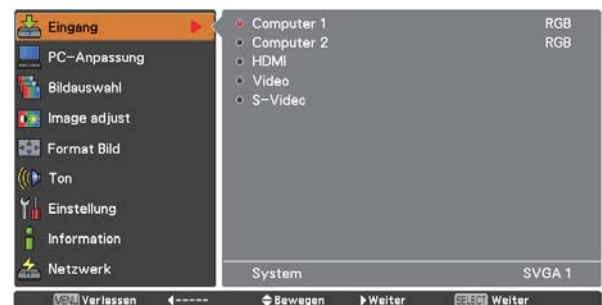 Eingang
PC-Anpassung
Bildauswahl
Image adjust
Format Bild
Ton
Einstellung
Information
Netzwerk
Computer 1 RGB
Computer 2 RGB
HDMI
Video
S-Video
System SVGA 1
MENU Verlassen ◀----- Bewegen ▶Weiter SELECT Weiter